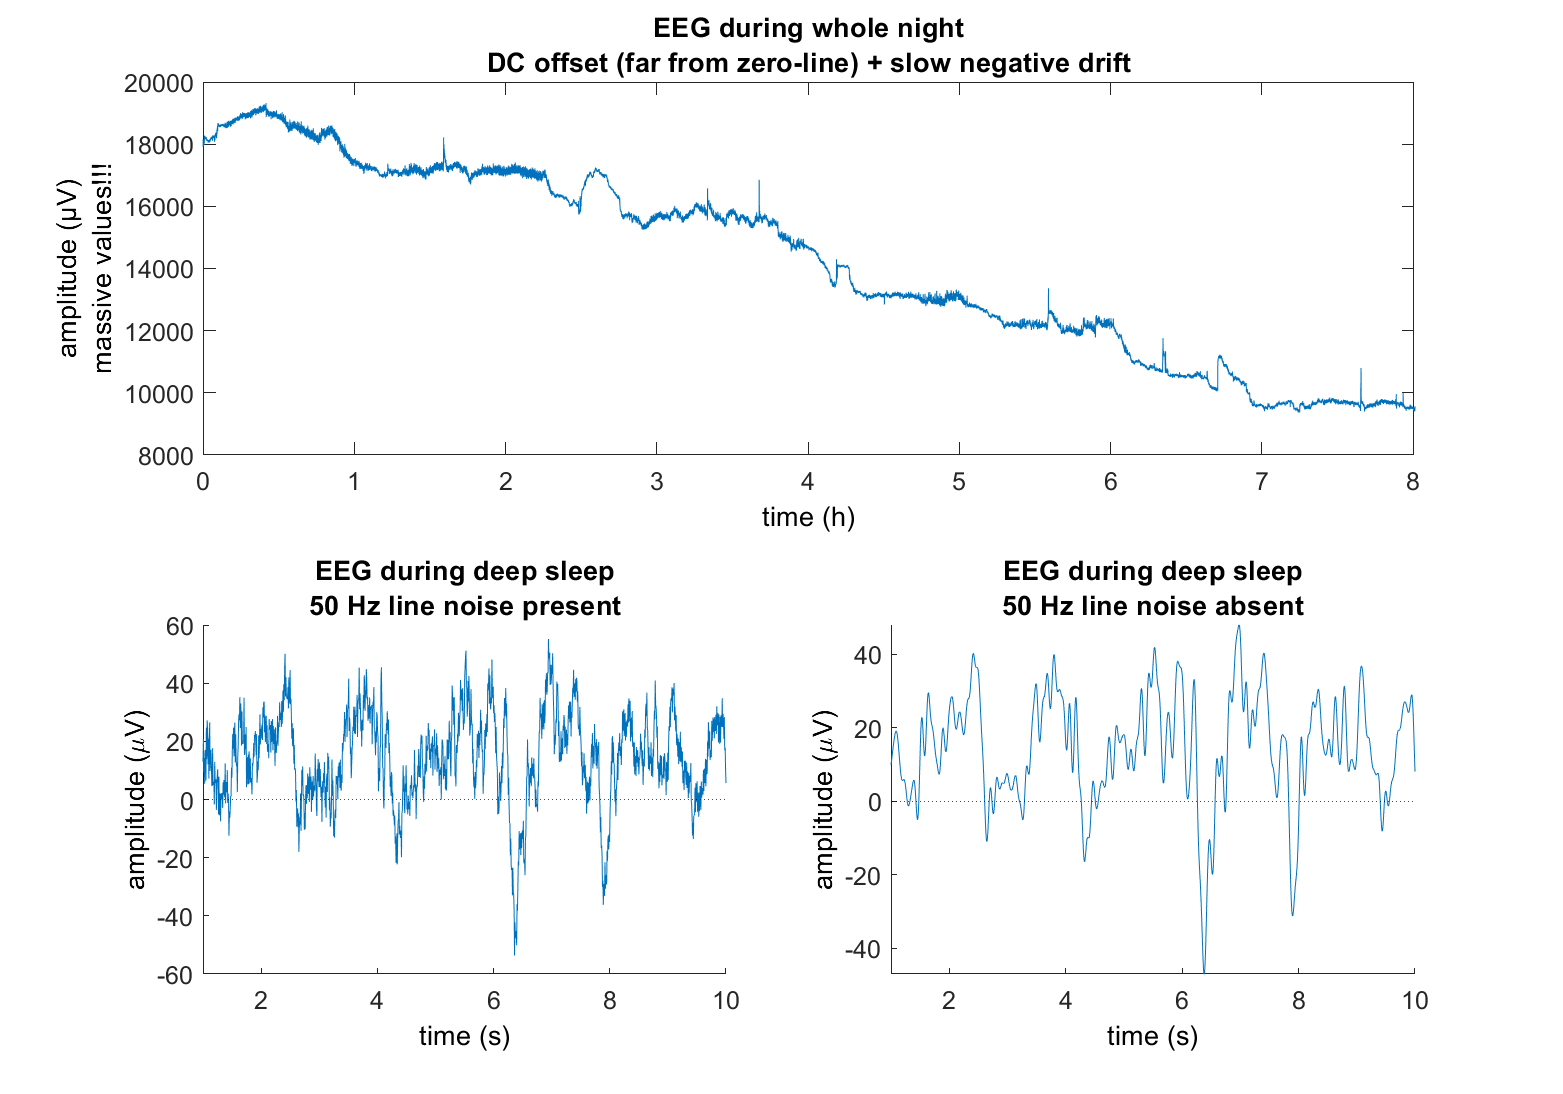 EEG during whole night
DC offset (far from zero-line) + slow negative drift
20000
18000
16000
14000
12000
10000
8000
amplitude (µV)
massive values!!!
0 1 2 3 4 5 6 7 8
time (h)
EEG during deep sleep
50 Hz line noise present
60
40
20
0
-20
-40
-60
amplitude (µV)
2 4 6 8 10
time (s)
EEG during deep sleep
50 Hz line noise absent
40
20
0
-20
-40
amplitude (µV)
2 4 6 8 10
time (s)